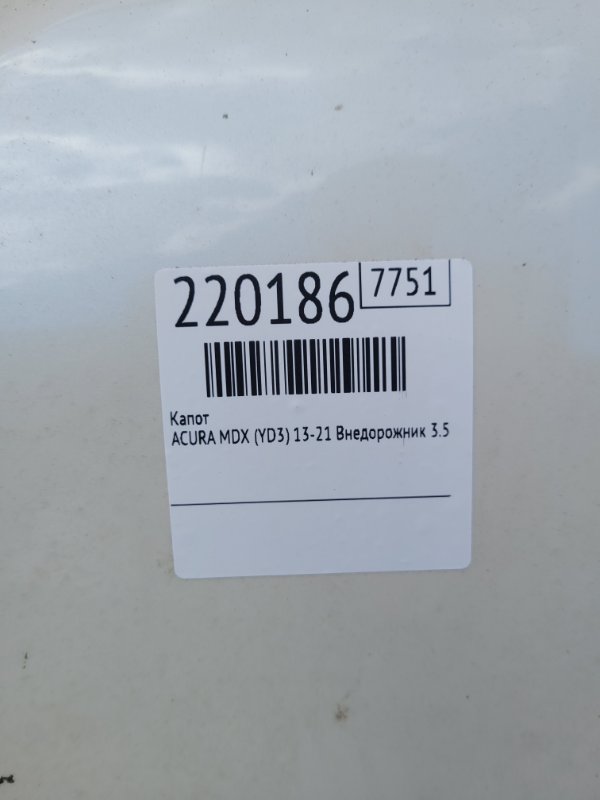 220186 7751
Капот
ACURA MDX (YD3) 13-21 Внедорожник 3.5